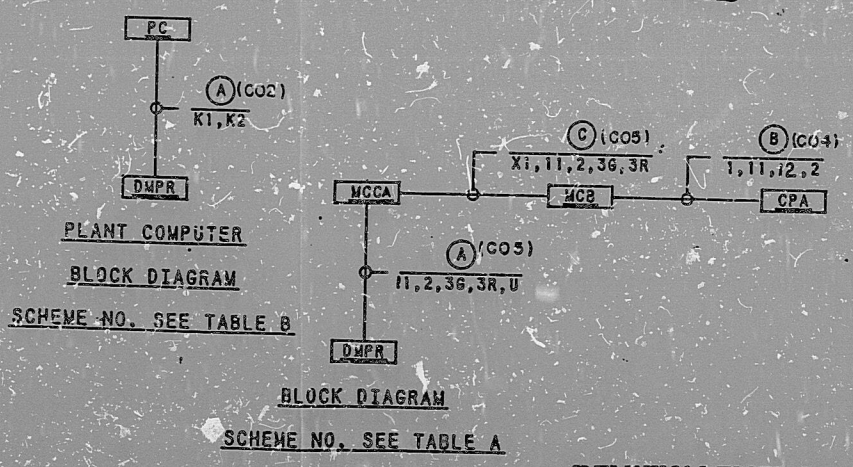 PC
A (C02)
K1,K2
DMPR
PLANT COMPUTER
BLOCK DIAGRAM
SCHEME NO. SEE TABLE B
MCCA
C (C05)
X1,11,2,3G,3R
MCB
B (C04)
1,11,12,2
CPA
A (C05)
11,2,3G,3R,U
DMPR
BLOCK DIAGRAM
SCHEME NO. SEE TABLE A